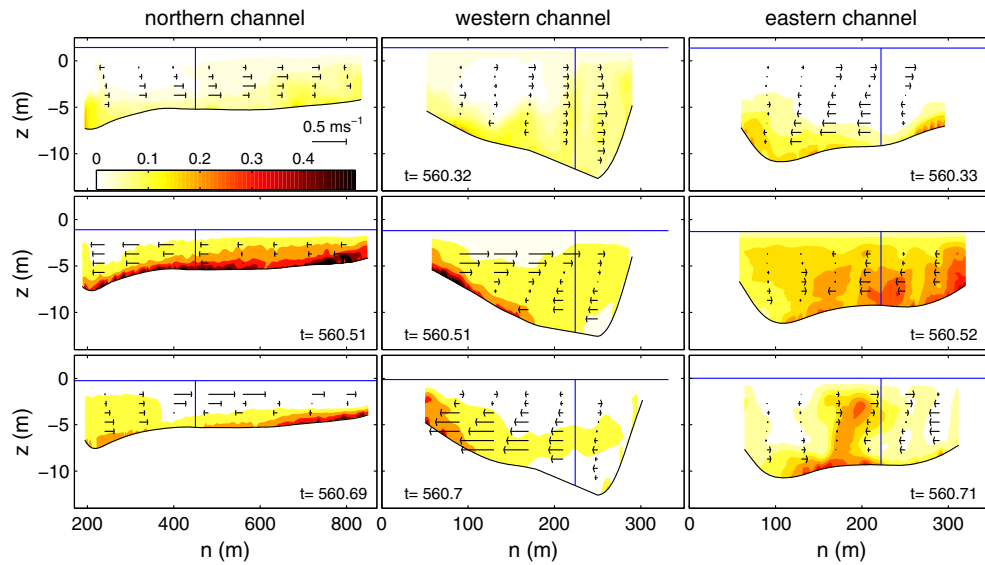 northern channel western channel eastern channel
z (m) 0 −5 −10 0.5 ms⁻¹ 0 0.1 0.2 0.3 0.4 t= 560.32 t= 560.33
z (m) 0 −5 −10 t= 560.51 t= 560.51 t= 560.52
z (m) 0 −5 −10 t= 560.69 t= 560.7 t= 560.71
200 400 600 800 0 100 200 300 0 100 200 300
n (m) n (m) n (m)